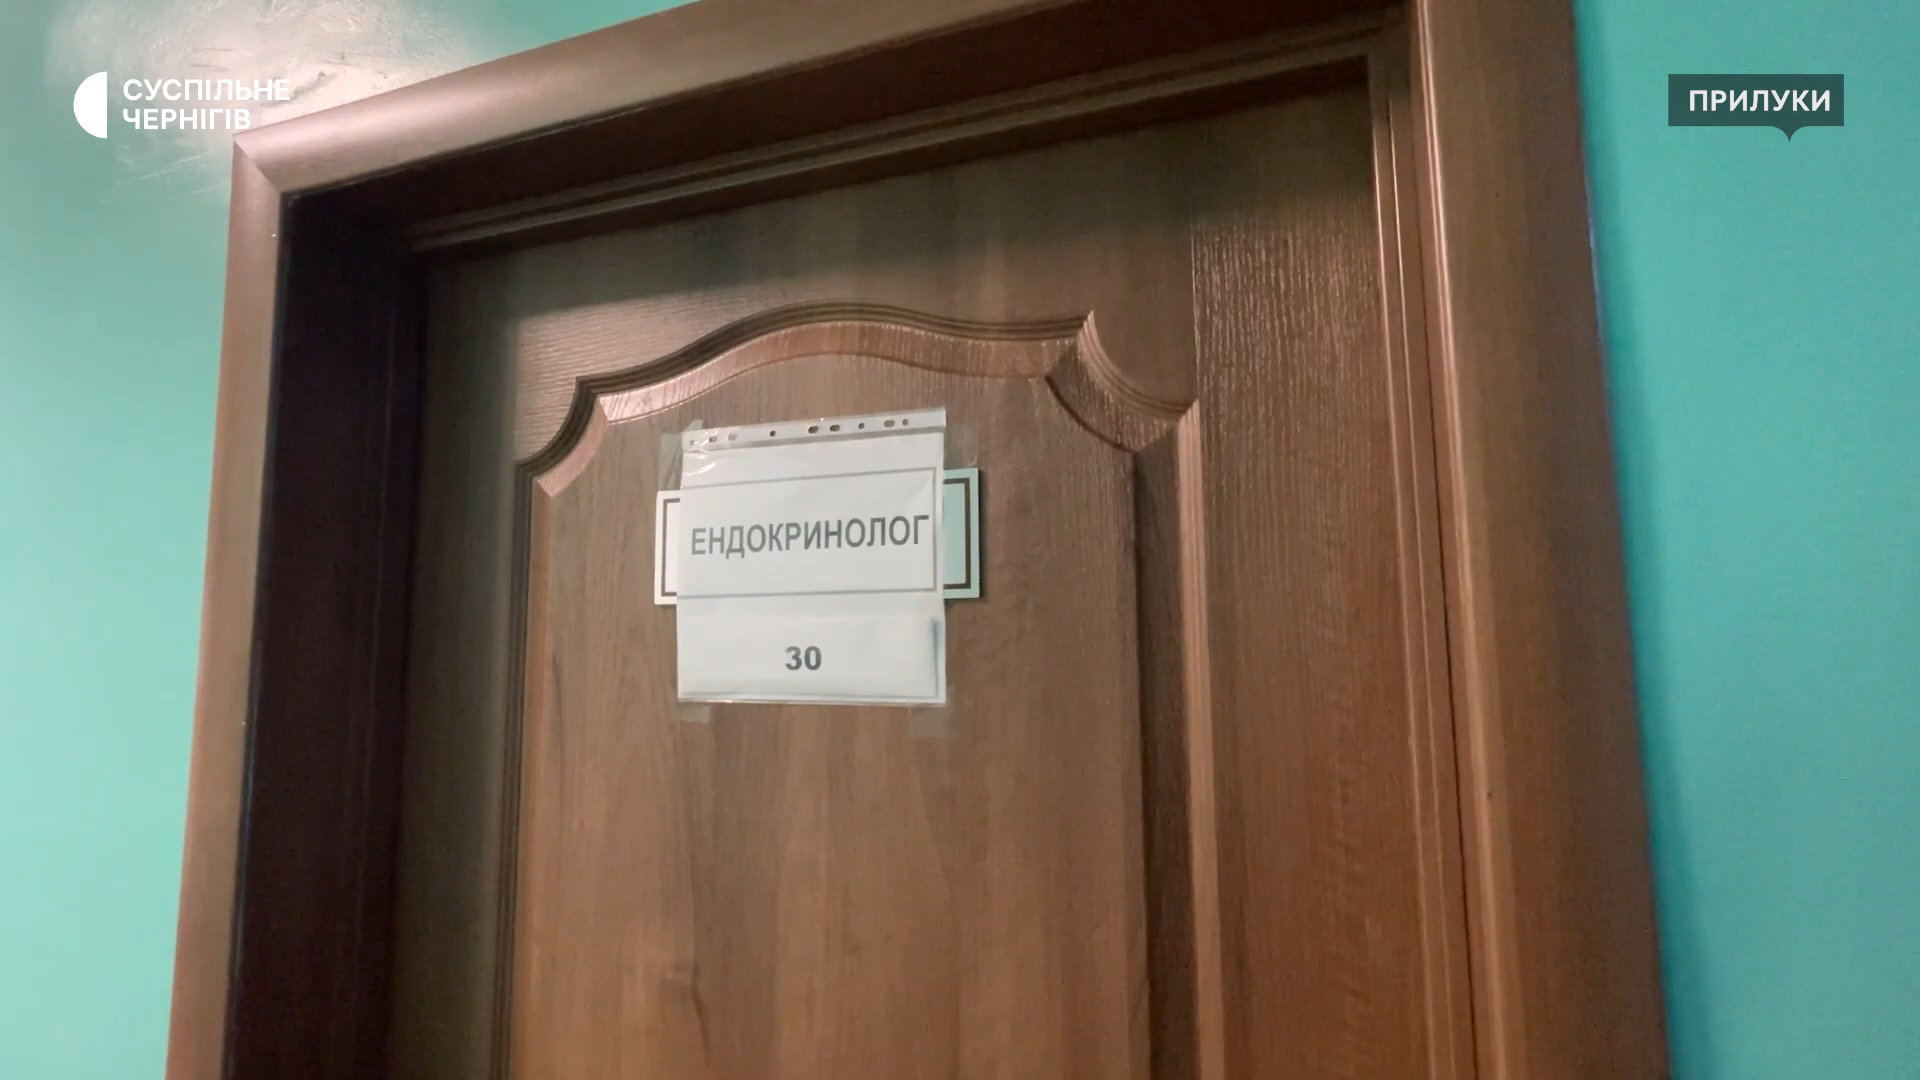 СУСПІЛЬНЕ
ЧЕРНІГІВ
ПРИЛУКИ
ЕНДОКРИНОЛОГ
30